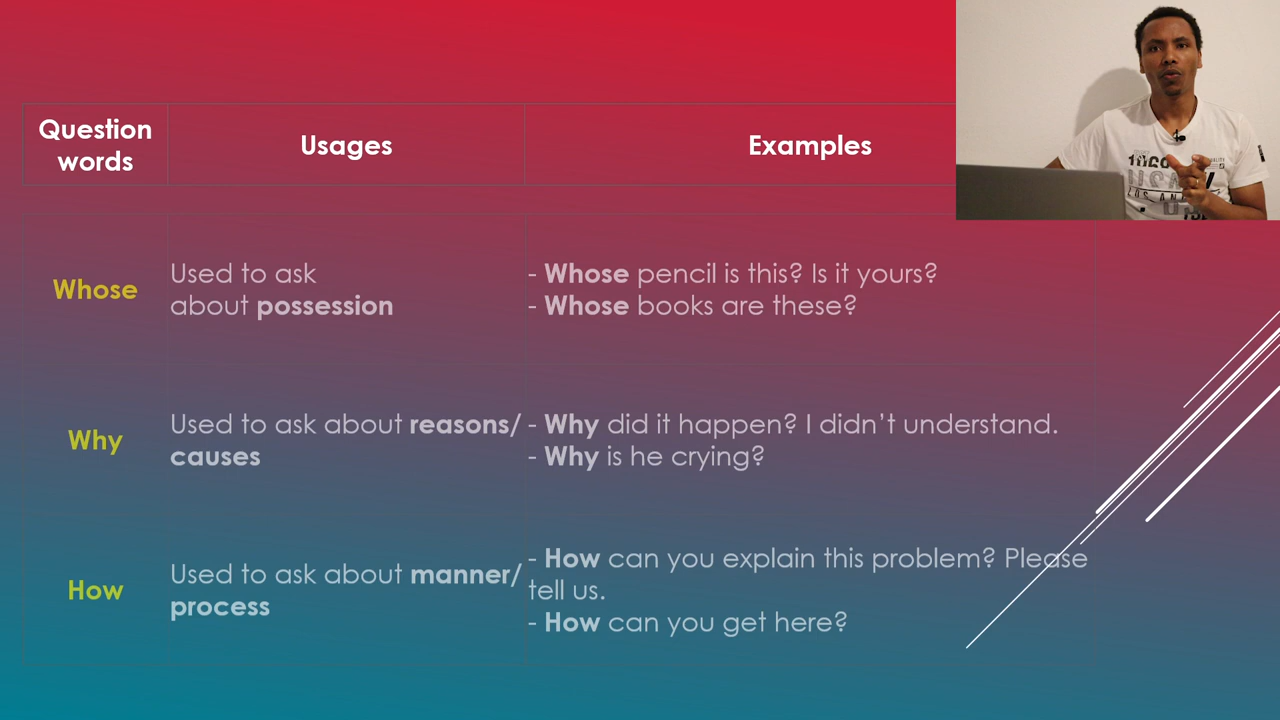 Question
words
Usages
Examples
Whose
Used to ask
about possession
- Whose pencil is this? Is it yours?
- Whose books are these?
Why
Used to ask about reasons/
causes
- Why did it happen? I didn’t understand.
- Why is he crying?
How
Used to ask about manner/
process
- How can you explain this problem? Please
tell us.
- How can you get here?
LOS AN